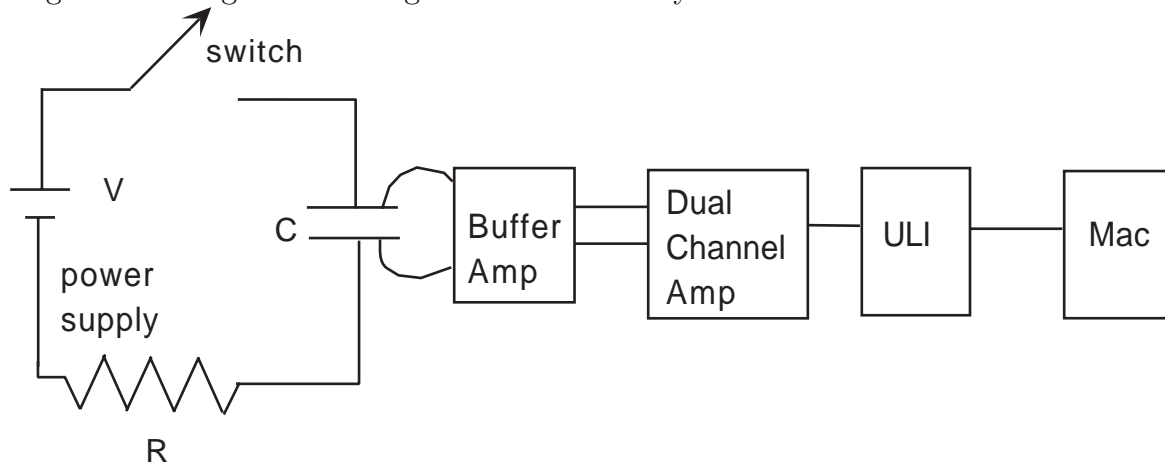 switch
V
C
power
supply
R
Buffer
Amp
Dual
Channel
Amp
ULI
Mac